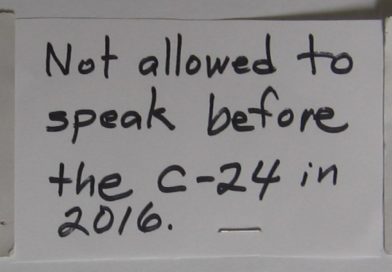 Not allowed to
speak before
the C-24 in
2016.